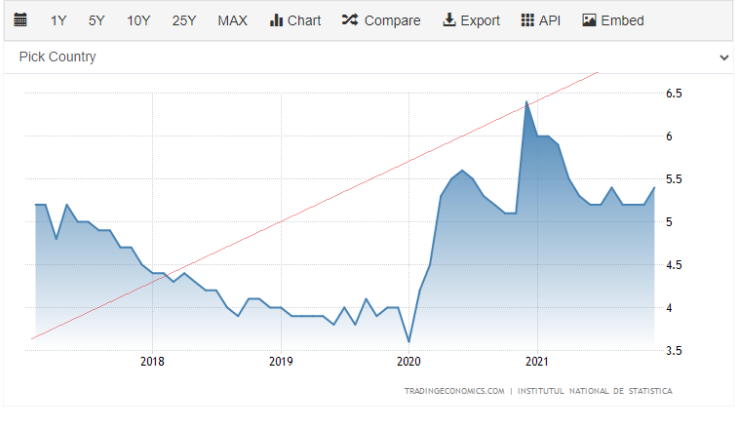 1Y 5Y 10Y 25Y MAX Chart Compare Export API Embed
Pick Country
6.5
6
5.5
5
4.5
4
3.5
2018 2019 2020 2021
TRADINGECONOMICS.COM | INSTITUTUL NATIONAL DE STATISTICA